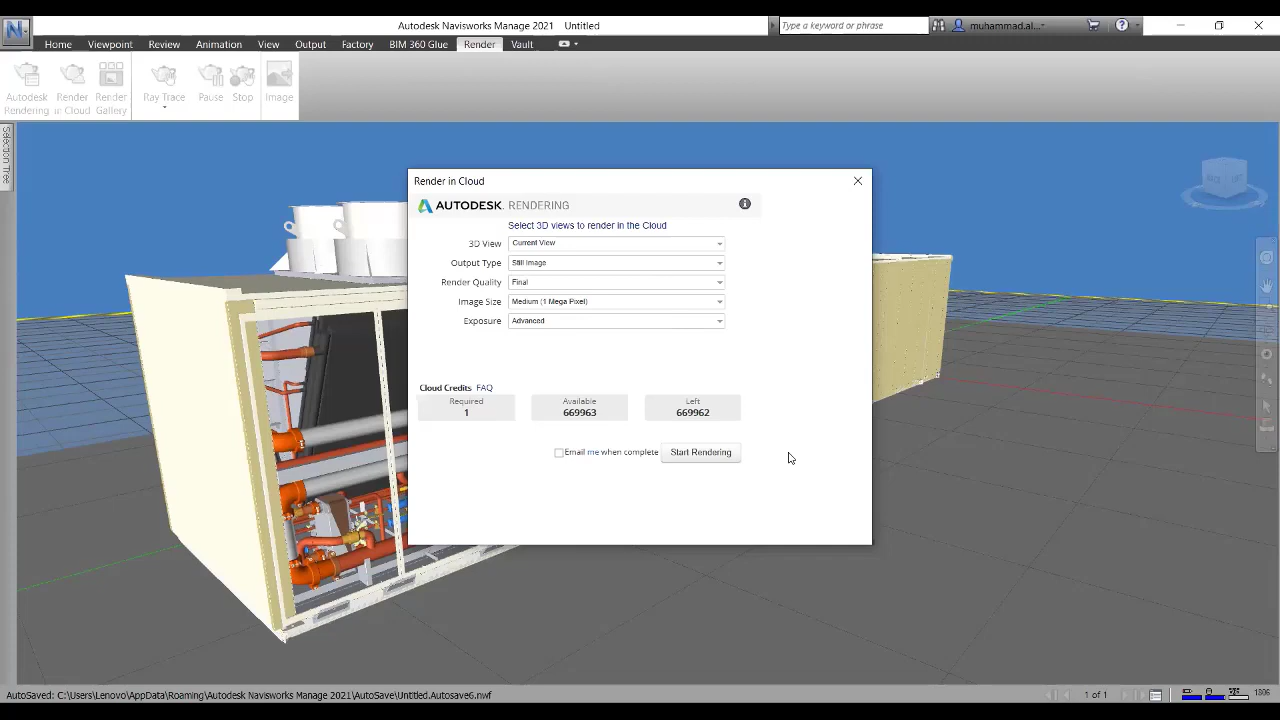 Autodesk Navisworks Manage 2021 Untitled
Type a keyword or phrase
muhammad.al...
Home Viewpoint Review Animation View Output Factory BIM 360 Glue Render Vault
Autodesk Rendering
Render in Cloud
Render Gallery
Ray Trace
Pause
Stop
Image
Selection Tree
BACK LEFT
Render in Cloud
AUTODESK RENDERING
Select 3D views to render in the Cloud
3D View Current View
Output Type Still Image
Render Quality Final
Image Size Medium (1 Mega Pixel)
Exposure Advanced
Cloud Credits FAQ
Required Available Left
1 669963 669962
Email me when complete Start Rendering
AutoSaved: C:\Users\Lenovo\AppData\Roaming\Autodesk Navisworks Manage 2021\AutoSave\Untitled.Autosave6.nwf
1 of 1
1806